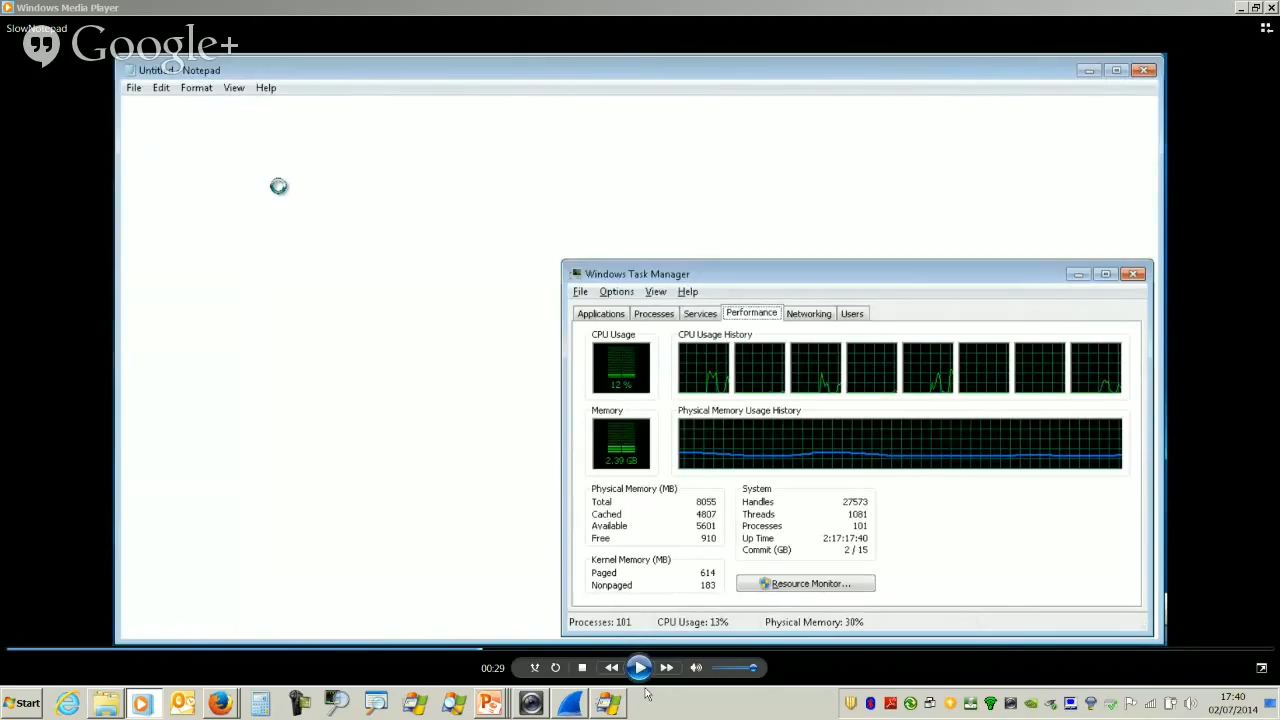 Windows Media Player
SlowNotepad
Google+
Untitled - Notepad
File Edit Format View Help
Windows Task Manager
File Options View Help
Applications Processes Services Performance Networking Users
CPU Usage CPU Usage History
12 %
Memory Physical Memory Usage History
2.39 GB
Physical Memory (MB)
Total 8055
Cached 4807
Available 5601
Free 910
System
Handles 27573
Threads 1081
Processes 101
Up Time 2:17:17:40
Commit (GB) 2 / 15
Kernel Memory (MB)
Paged 614
Nonpaged 183
Resource Monitor...
Processes: 101 CPU Usage: 13% Physical Memory: 30%
00:29
Start
17:40
02/07/2014